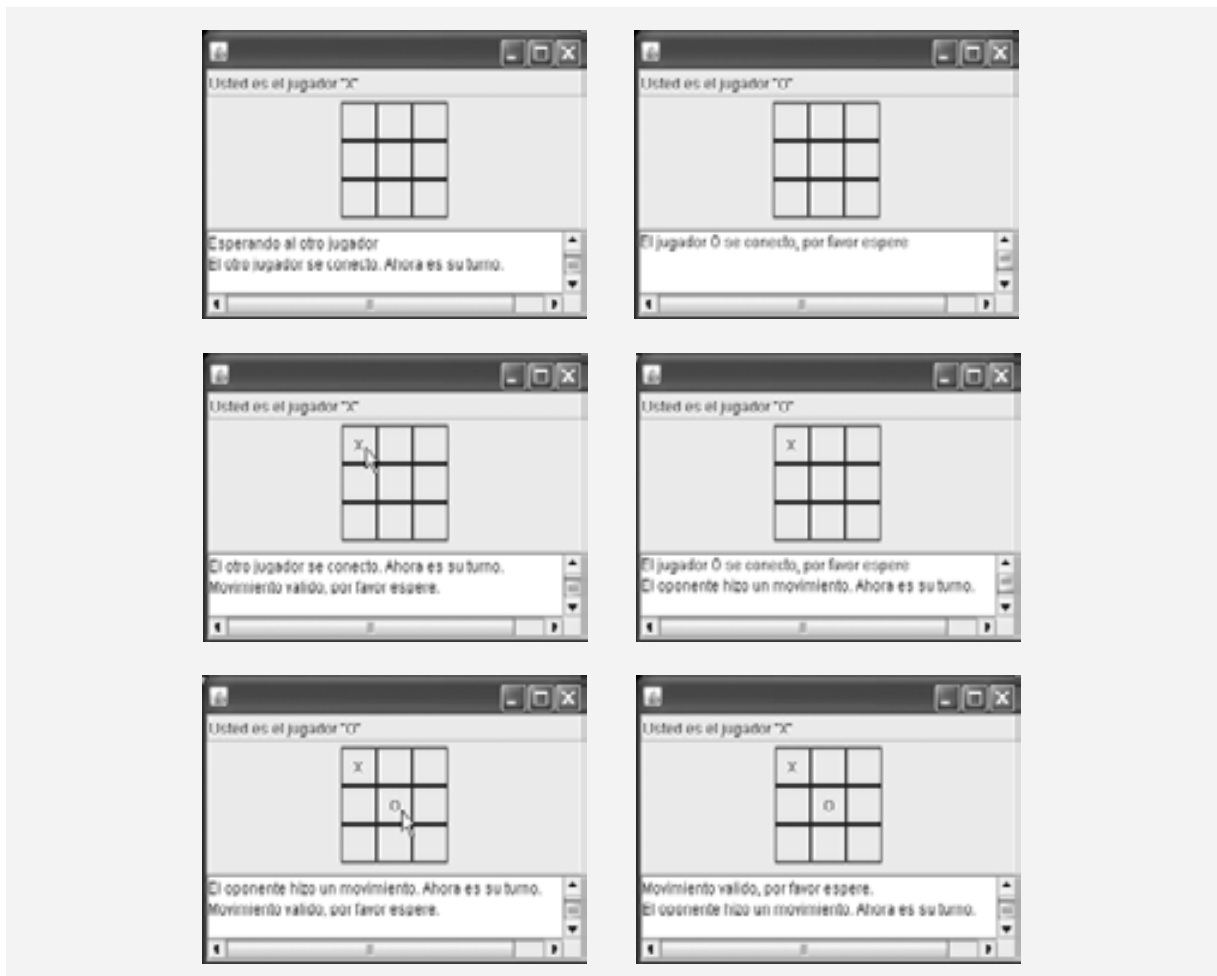 Usted es el jugador "X"
Esperando al otro jugador
El otro jugador se conecto. Ahora es su turno.
Usted es el jugador "O"
El jugador O se conecto, por favor espere
Usted es el jugador "X"
X
El otro jugador se conecto. Ahora es su turno.
Movimiento valido, por favor espere.
Usted es el jugador "O"
X
El jugador O se conecto, por favor espere
El oponente hizo un movimiento. Ahora es su turno.
Usted es el jugador "O"
X
O
El oponente hizo un movimiento. Ahora es su turno.
Movimiento valido, por favor espere.
Usted es el jugador "X"
X
O
Movimiento valido, por favor espere.
El oponente hizo un movimiento. Ahora es su turno.